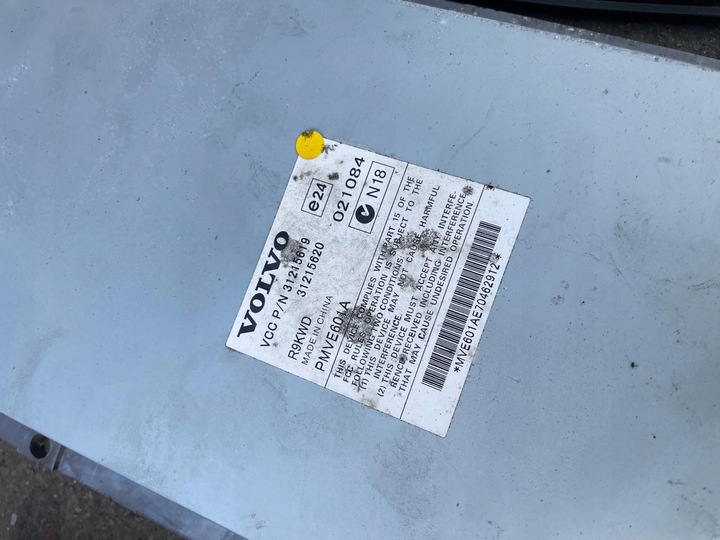 VOLVO
VCC P/N 31215619
31215620
e24
021084
N18
R9KWD
MADE IN CHINA
PMVE601A
THIS DEVICE COMPLIES WITH PART 15 OF THE
FCC RULES. OPERATION IS SUBJECT TO THE
FOLLOWING TWO CONDITIONS:
(1) THIS DEVICE MAY NOT CAUSE HARMFUL
INTERFERENCE
(2) THIS DEVICE MUST ACCEPT ANY INTERFE-
RENCE RECEIVED INCLUDING INTERFERENCE
THAT MAY CAUSE UNDESIRED OPERATION.
*MVE601AE70462912*